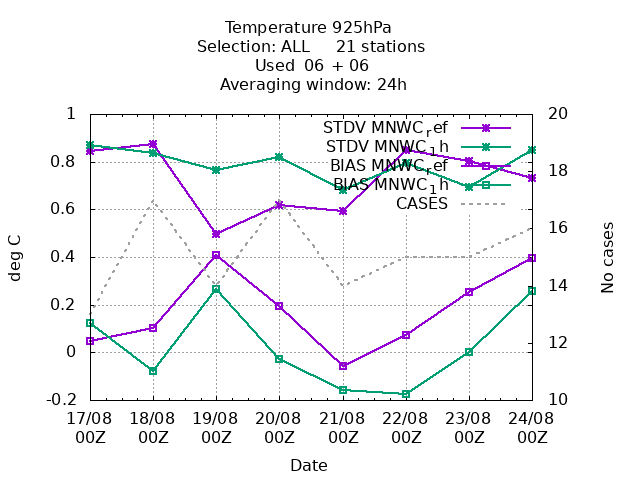 Temperature 925hPa
Selection: ALL 21 stations
Used 06 + 06
Averaging window: 24h
STDV MNWC_ref
STDV MNWC_1h
BIAS MNWC_ref
BIAS MNWC_1h
CASES
deg C
1
0.8
0.6
0.4
0.2
0
-0.2
20
18
16
14
12
10
No cases
17/08 18/08 19/08 20/08 21/08 22/08 23/08 24/08
00Z 00Z 00Z 00Z 00Z 00Z 00Z 00Z
Date